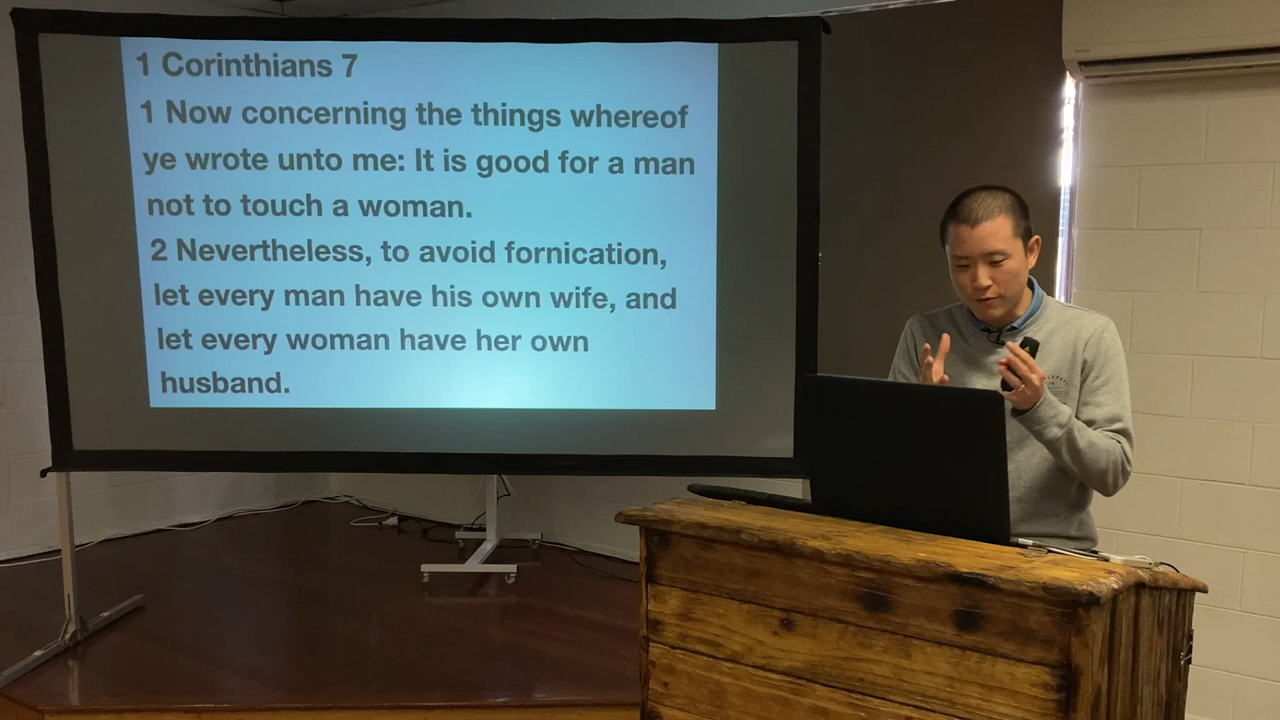 1 Corinthians 7
1 Now concerning the things whereof
ye wrote unto me: It is good for a man
not to touch a woman.
2 Nevertheless, to avoid fornication,
let every man have his own wife, and
let every woman have her own
husband.